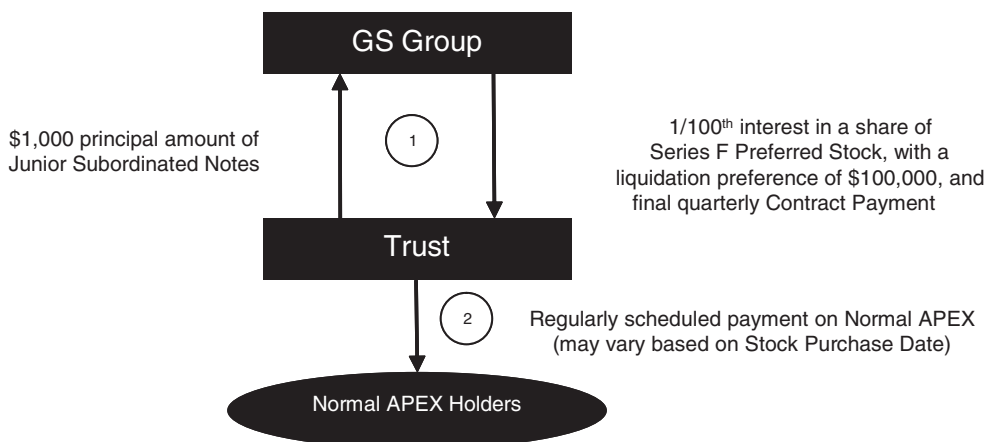 GS Group
$1,000 principal amount of
Junior Subordinated Notes
1
1/100th interest in a share of
Series F Preferred Stock, with a
liquidation preference of $100,000, and
final quarterly Contract Payment
Trust
2
Regularly scheduled payment on Normal APEX
(may vary based on Stock Purchase Date)
Normal APEX Holders